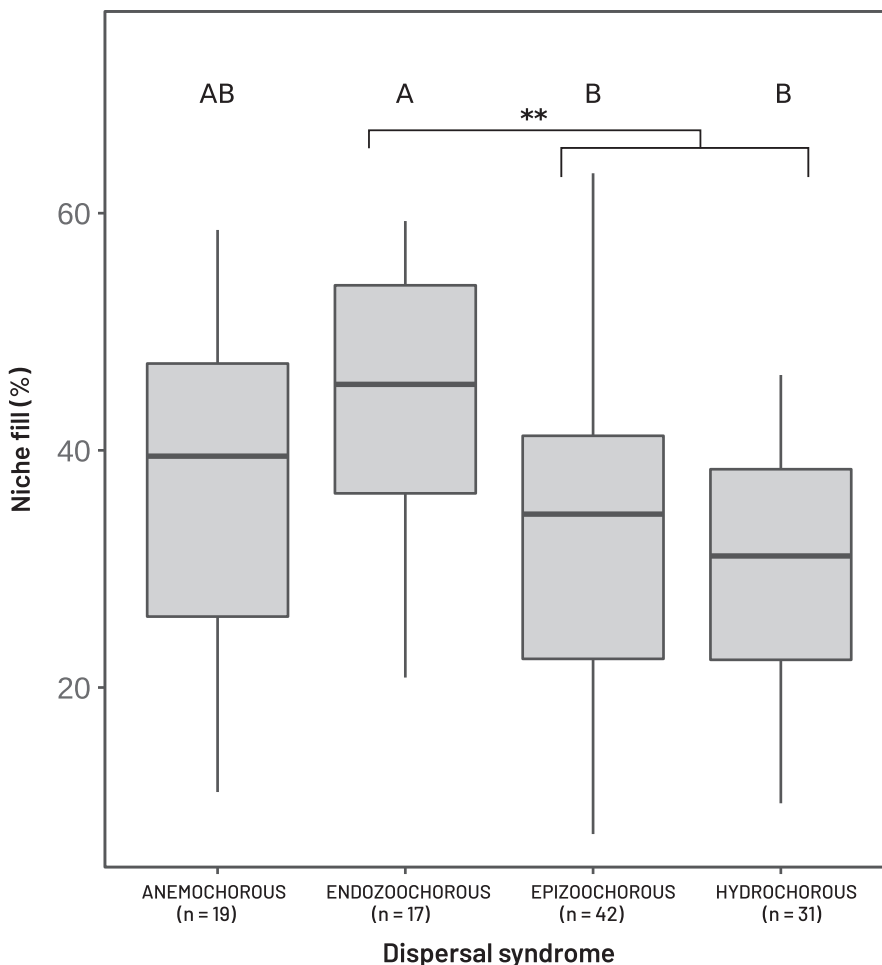 AB A B B
**
60
40
20
Niche fill (%)
ANEMOCHOROUS ENDOZOOCHOROUS EPIZOOCHOROUS HYDROCHOROUS
(n = 19) (n = 17) (n = 42) (n = 31)
Dispersal syndrome